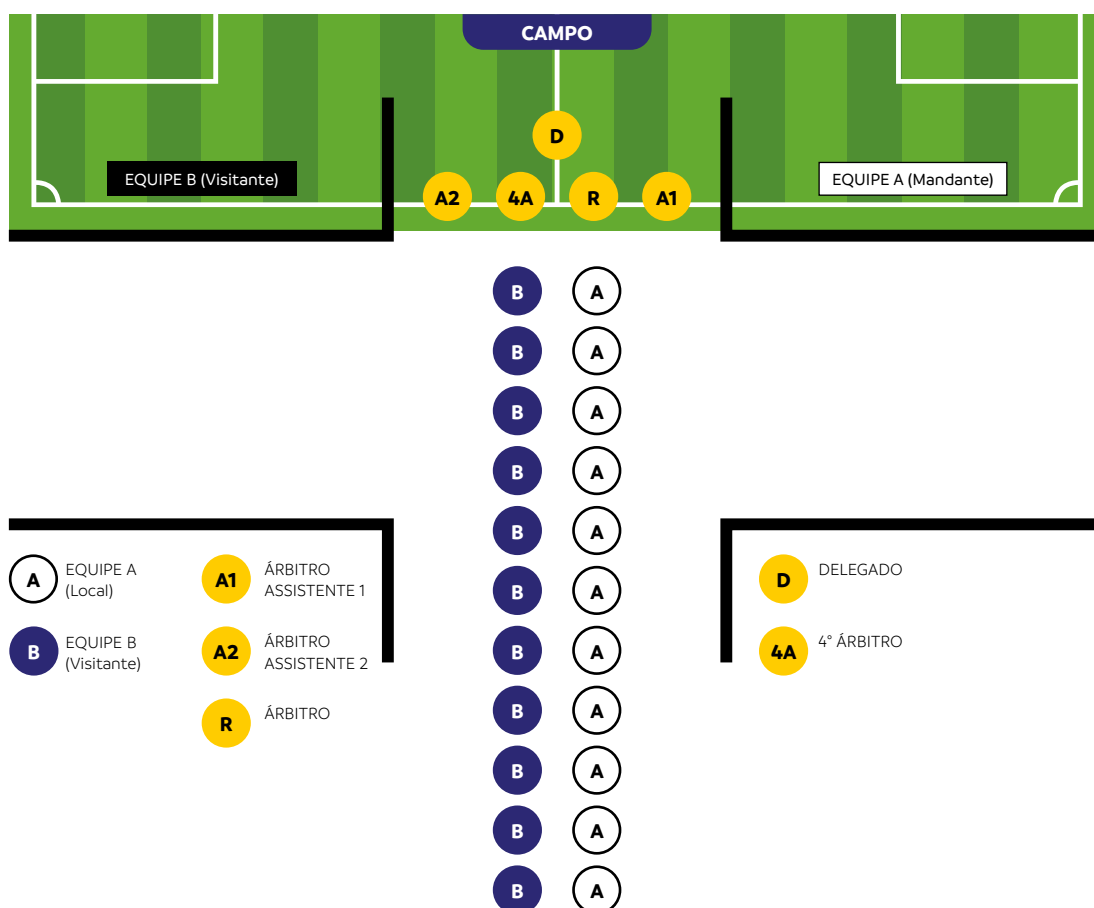 CAMPO
D
EQUIPE B (Visitante)
EQUIPE A (Mandante)
A2 4A R A1
B A
B A
B A
B A
B A
B A
B A
B A
B A
B A
B A
A
EQUIPE A
(Local)
B
EQUIPE B
(Visitante)
A1
ÁRBITRO
ASSISTENTE 1
A2
ÁRBITRO
ASSISTENTE 2
R
ÁRBITRO
D
DELEGADO
4A
4° ÁRBITRO